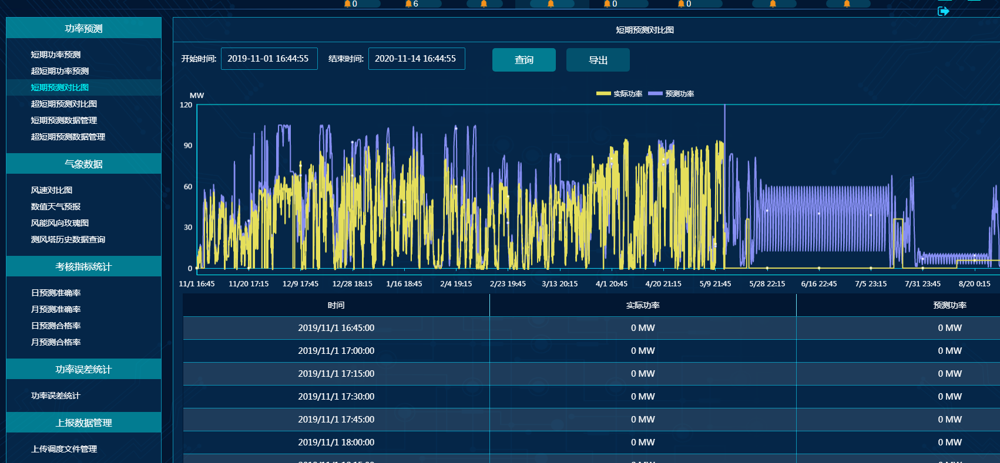 0
6
0
0
功率预测
短期功率预测
超短期功率预测
短期预测对比图
超短期预测对比图
短期预测数据管理
超短期预测数据管理
气象数据
风速对比图
数值天气预报
风能风向玫瑰图
测风塔历史数据查询
考核指标统计
日预测准确率
月预测准确率
日预测合格率
月预测合格率
功率误差统计
功率误差统计
上报数据管理
上传调度文件管理
短期预测对比图
开始时间: 2019-11-01 16:44:55 结束时间: 2020-11-14 16:44:55 查询 导出
MW
实际功率 预测功率
120
90
60
30
0
11/1 16:45 11/20 17:15 12/9 17:45 12/28 18:15 1/16 18:45 2/4 19:15 2/23 19:45 3/13 20:15 4/1 20:45 4/20 21:15 5/9 21:45 5/28 22:15 6/16 22:45 7/5 23:15 7/31 23:45 8/20 0:15
时间 实际功率 预测功率
2019/11/1 16:45:00 0 MW 0 MW
2019/11/1 17:00:00 0 MW 0 MW
2019/11/1 17:15:00 0 MW 0 MW
2019/11/1 17:30:00 0 MW 0 MW
2019/11/1 17:45:00 0 MW 0 MW
2019/11/1 18:00:00 0 MW 0 MW